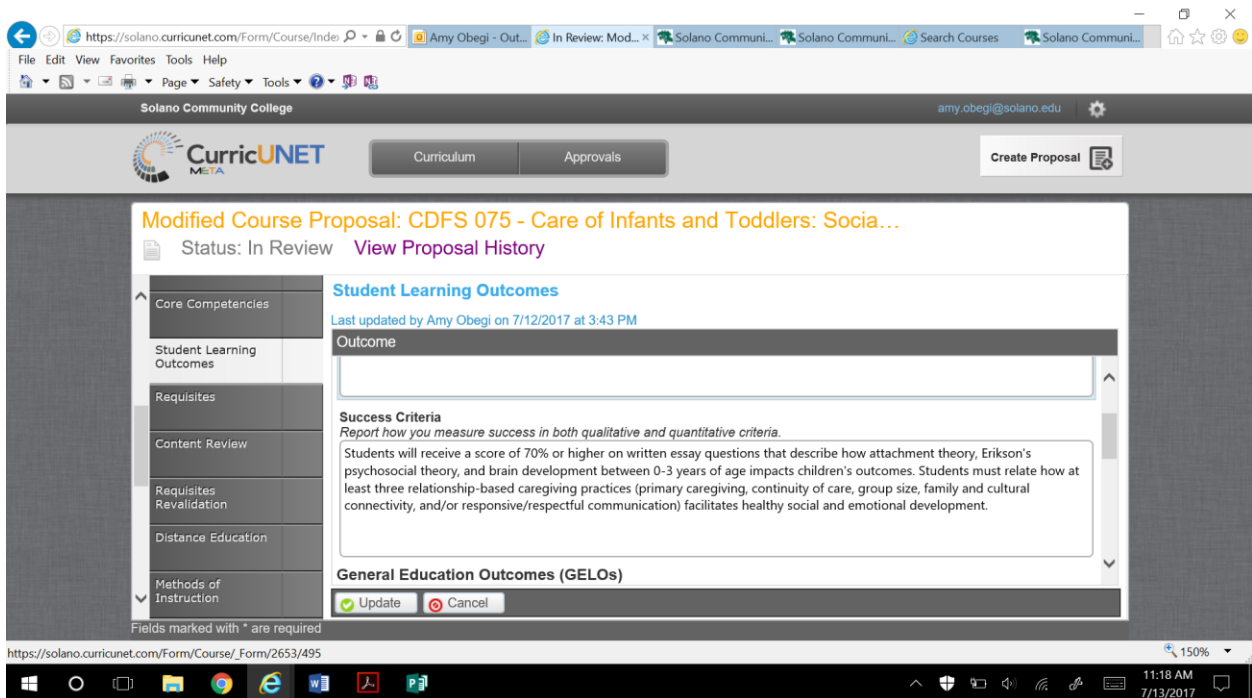 https://solano.curricunet.com/Form/Course/Inde
Amy Obegi - Out...
In Review: Mod...
Solano Communi...
Solano Communi...
Search Courses
Solano Communi...
File Edit View Favorites Tools Help
Page Safety Tools
Solano Community College
amy.obegi@solano.edu
CurricUNET
META
Curriculum
Approvals
Create Proposal
Modified Course Proposal: CDFS 075 - Care of Infants and Toddlers: Socia...
Status: In Review View Proposal History
Core Competencies
Student Learning
Outcomes
Requisites
Content Review
Requisites
Revalidation
Distance Education
Methods of
Instruction
Student Learning Outcomes
Last updated by Amy Obegi on 7/12/2017 at 3:43 PM
Outcome
Success Criteria
Report how you measure success in both qualitative and quantitative criteria.
Students will receive a score of 70% or higher on written essay questions that describe how attachment theory, Erikson's
psychosocial theory, and brain development between 0-3 years of age impacts children's outcomes. Students must relate how at
least three relationship-based caregiving practices (primary caregiving, continuity of care, group size, family and cultural
connectivity, and/or responsive/respectful communication) facilitates healthy social and emotional development.
General Education Outcomes (GELOs)
Update
Cancel
Fields marked with * are required
https://solano.curricunet.com/Form/Course/_Form/2653/495
150%
11:18 AM
7/13/2017